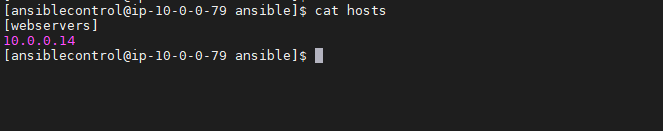 [ansiblecontrol@ip-10-0-0-79 ansible]$ cat hosts
[webservers]
10.0.0.14
[ansiblecontrol@ip-10-0-0-79 ansible]$